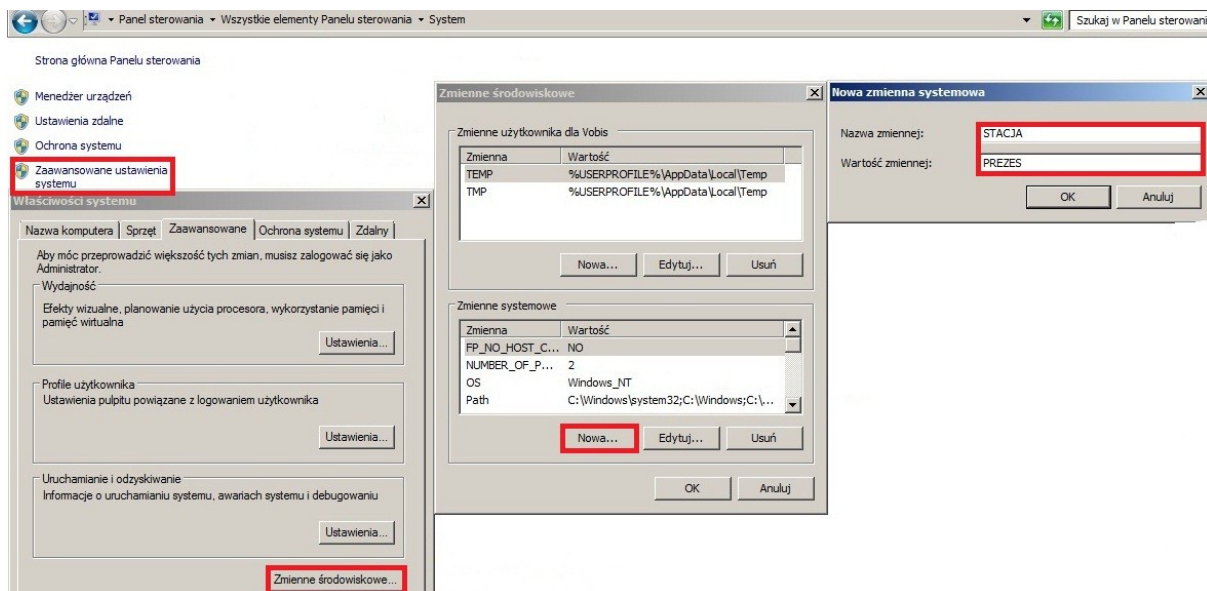 Panel sterowania Wszystkie elementy Panelu sterowania System
Szukaj w Panelu sterowani
Strona główna Panelu sterowania
Menedżer urządzeń
Ustawienia zdalne
Ochrona systemu
Zaawansowane ustawienia
systemu
Właściwości systemu
Nazwa komputera Sprzęt Zaawansowane Ochrona systemu Zdalny
Aby móc przeprowadzić większość tych zmian, musisz zalogować się jako
Administrator.
Wydajność
Efekty wizualne, planowanie użycia procesora, wykorzystanie pamięci i
pamięć wirtualna
Ustawienia...
Profile użytkownika
Ustawienia pulpitu powiązane z logowaniem użytkownika
Ustawienia...
Uruchamianie i odzyskiwanie
Informacje o uruchamianiu systemu, awariach systemu i debugowaniu
Ustawienia...
Zmienne środowiskowe...
Zmienne środowiskowe
Zmienne użytkownika dla Vobis
Zmienna Wartość
TEMP %USERPROFILE%\AppData\Local\Temp
TMP %USERPROFILE%\AppData\Local\Temp
Nowa... Edytuj... Usuń
Zmienne systemowe
Zmienna Wartość
FP_NO_HOST_C... NO
NUMBER_OF_P... 2
OS Windows_NT
Path C:\Windows\system32;C:\Windows;C:\...
Nowa... Edytuj... Usuń
OK Anuluj
Nowa zmienna systemowa
Nazwa zmiennej: STACJA
Wartość zmiennej: PREZES
OK Anuluj